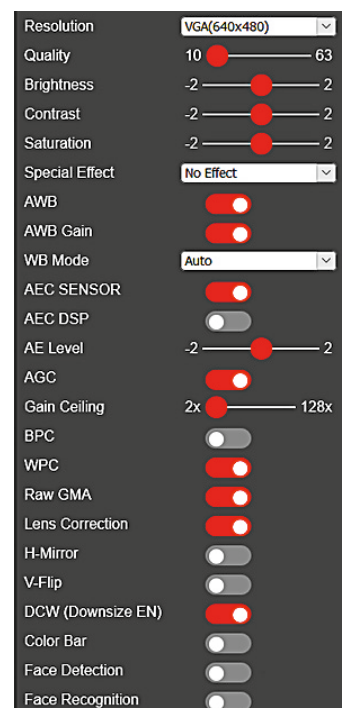 Resolution VGA(640x480)
Quality 10 63
Brightness -2 2
Contrast -2 2
Saturation -2 2
Special Effect No Effect
AWB
AWB Gain
WB Mode Auto
AEC SENSOR
AEC DSP
AE Level -2 2
AGC
Gain Ceiling 2x 128x
BPC
WPC
Raw GMA
Lens Correction
H-Mirror
V-Flip
DCW (Downsize EN)
Color Bar
Face Detection
Face Recognition